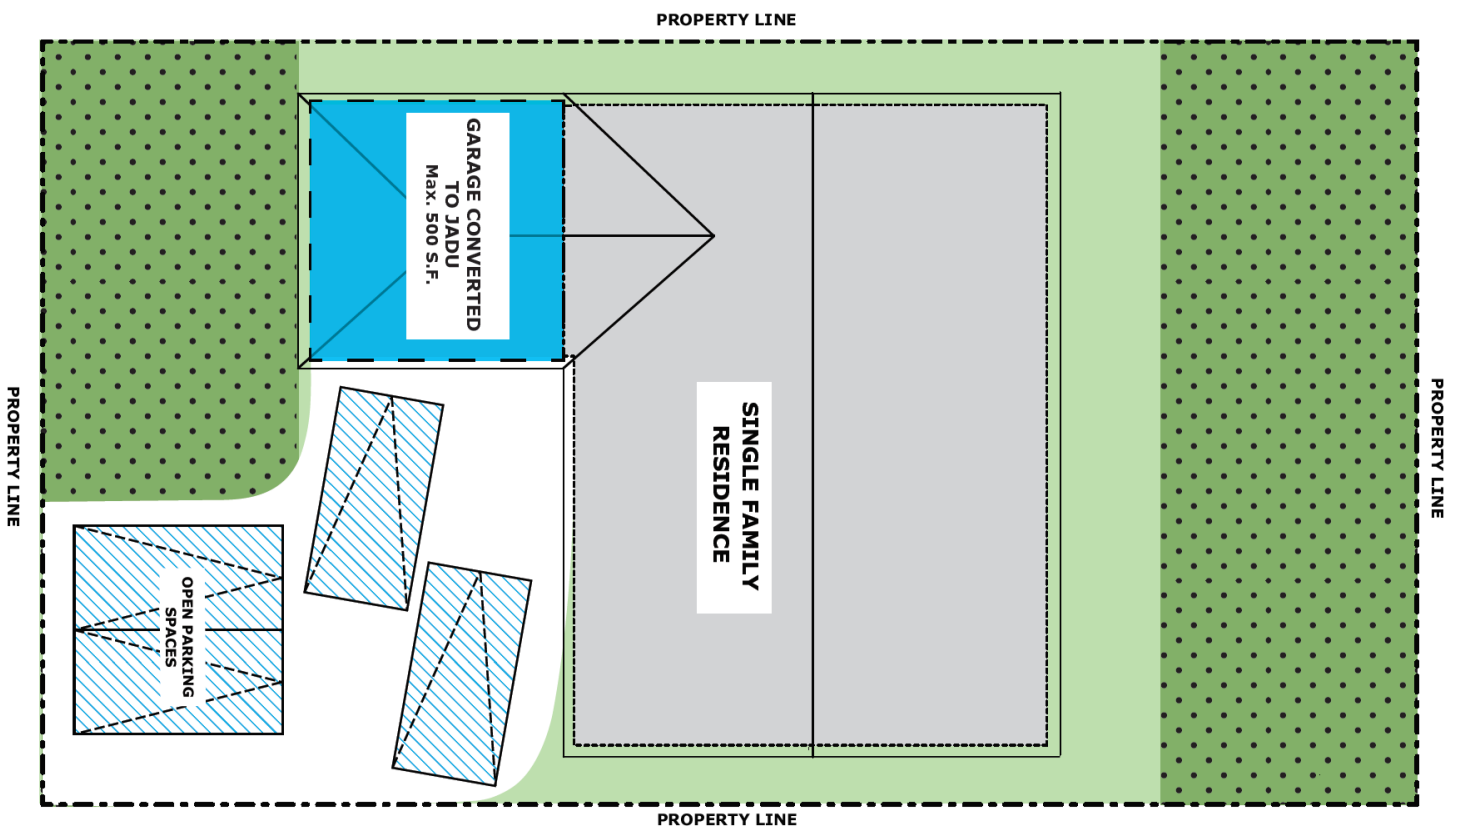 PROPERTY LINE
GARAGE CONVERTED
TO JADU
Max. 500 S.F.
PROPERTY LINE
PROPERTY LINE
SINGLE FAMILY
RESIDENCE
OPEN PARKING
SPACES
PROPERTY LINE